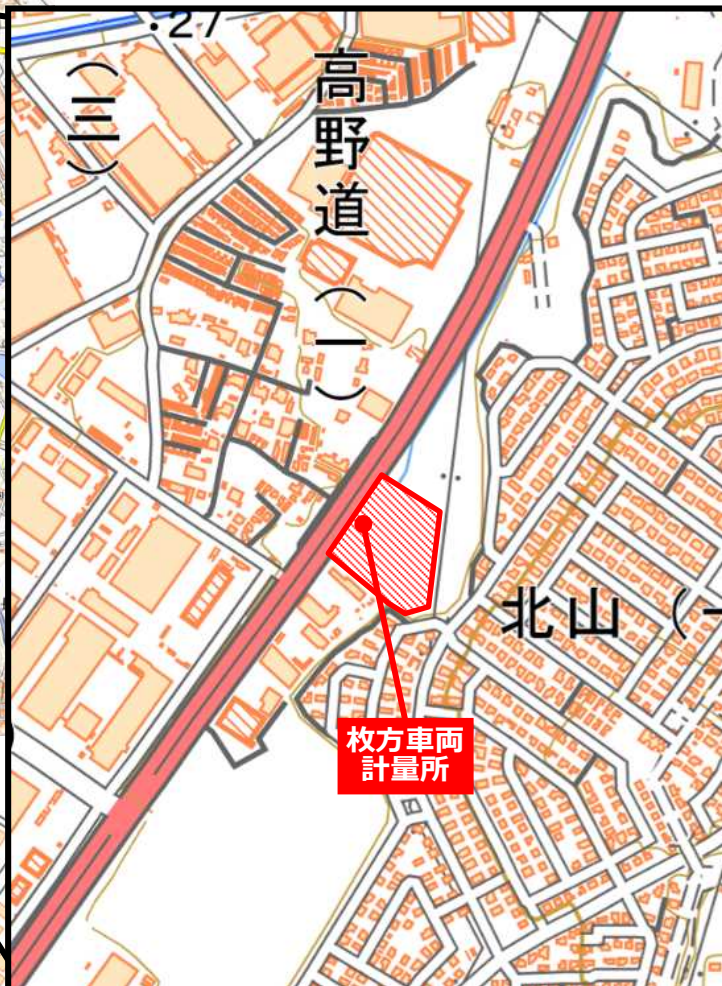 ・27
(三)
高野道(一)
北山(一
枚方車両
計量所